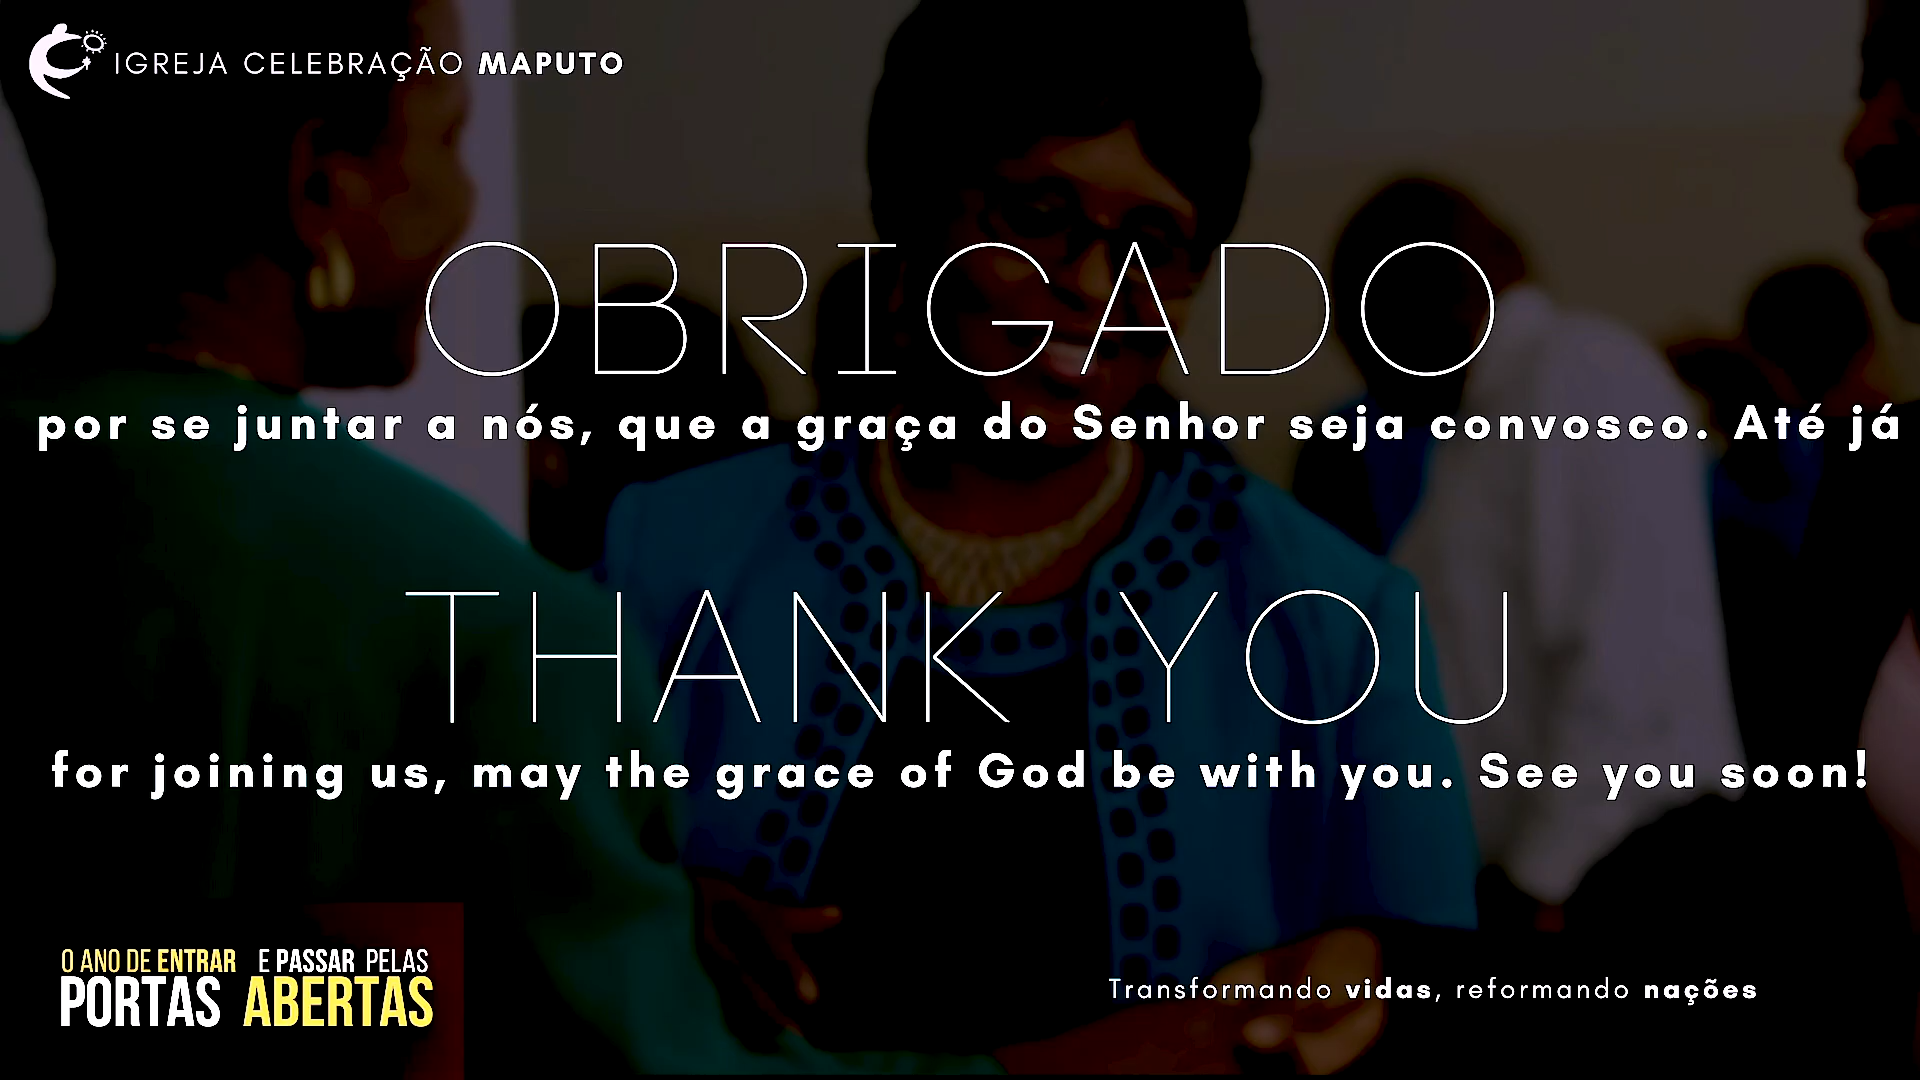 IGREJA CELEBRAÇÃO MAPUTO
OBRIGADO
por se juntar a nós, que a graça do Senhor seja convosco. Até já
THANK YOU
for joining us, may the grace of God be with you. See you soon!
O ANO DE ENTRAR E PASSAR PELAS
PORTAS ABERTAS
Transformando vidas, reformando nações